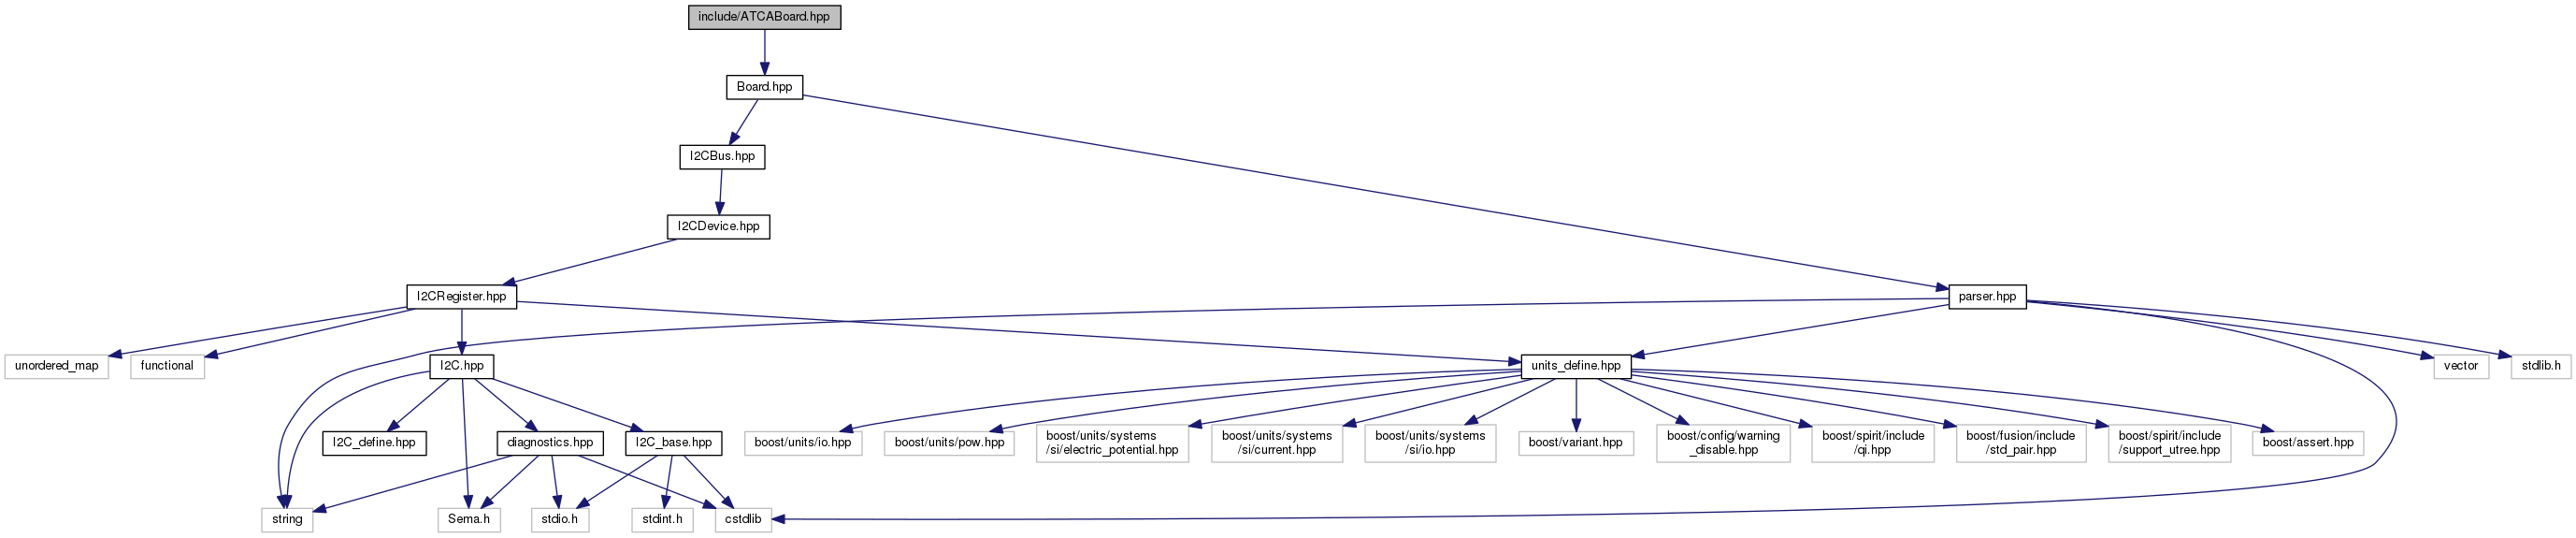 include/ATCABoard.hpp
Board.hpp
I2CBus.hpp
I2CDevice.hpp
I2CRegister.hpp
parser.hpp
unordered_map
functional
I2C.hpp
units_define.hpp
vector
stdlib.h
I2C_define.hpp
diagnostics.hpp
I2C_base.hpp
boost/units/io.hpp
boost/units/pow.hpp
boost/units/systems
/si/electric_potential.hpp
boost/units/systems
/si/current.hpp
boost/units/systems
si/io.hpp
boost/variant.hpp
boost/config/warning
_disable.hpp
boost/spirit/include
/qi.hpp
boost/fusion/include
/std_pair.hpp
boost/spirit/include
/support_utree.hpp
boost/assert.hpp
string
Sema.h
stdio.h
stdint.h
cstdlib